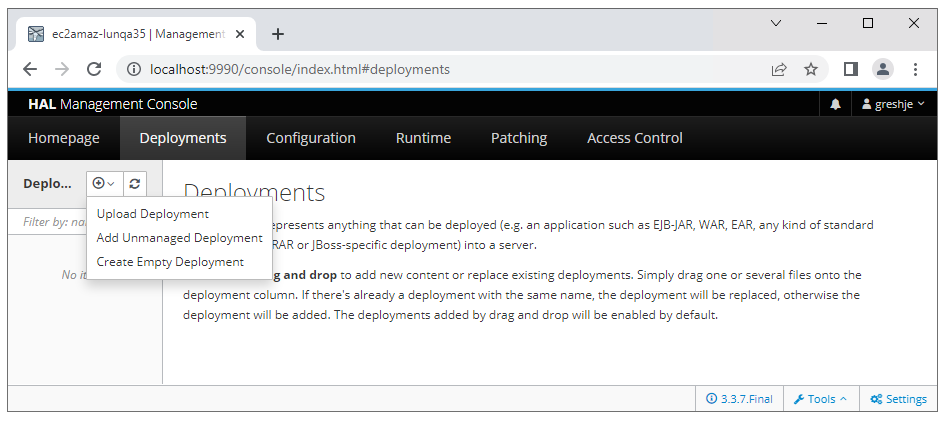 ec2amaz-lunqa35 | Management
localhost:9990/console/index.html#deployments
HAL Management Console
greshje
Homepage Deployments Configuration Runtime Patching Access Control
Deplo...
Deployments
Upload Deployment
Add Unmanaged Deployment
Create Empty Deployment
Filter by:
epresents anything that can be deployed (e.g. an application such as EJB-JAR, WAR, EAR, any kind of standard
RAR or JBoss-specific deployment) into a server.
No
g and drop to add new content or replace existing deployments. Simply drag one or several files onto the
deployment column. If there's already a deployment with the same name, the deployment will be replaced, otherwise the
deployment will be added. The deployments added by drag and drop will be enabled by default.
3.3.7.Final
Tools
Settings